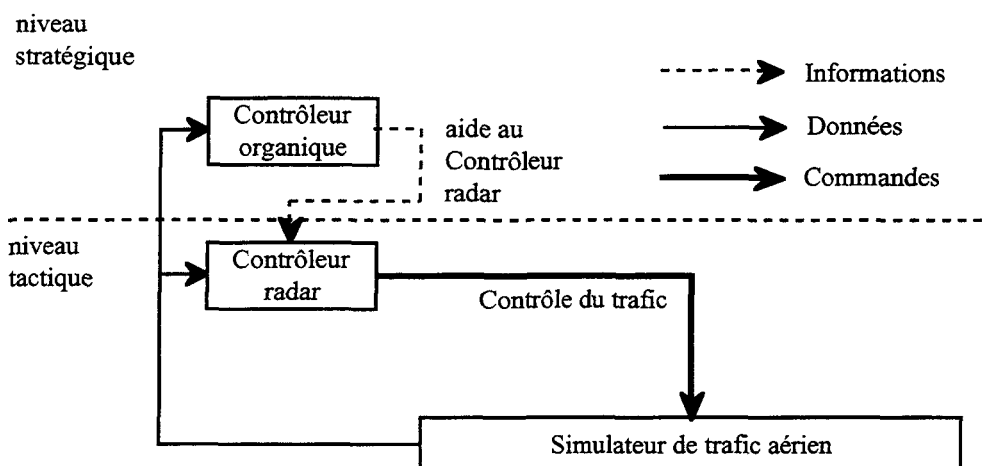 niveau
stratégique
Informations
Contrôleur
organique
aide au
Contrôleur
radar
Données
Commandes
niveau
tactique
Contrôleur
radar
Contrôle du trafic
Simulateur de trafic aérien